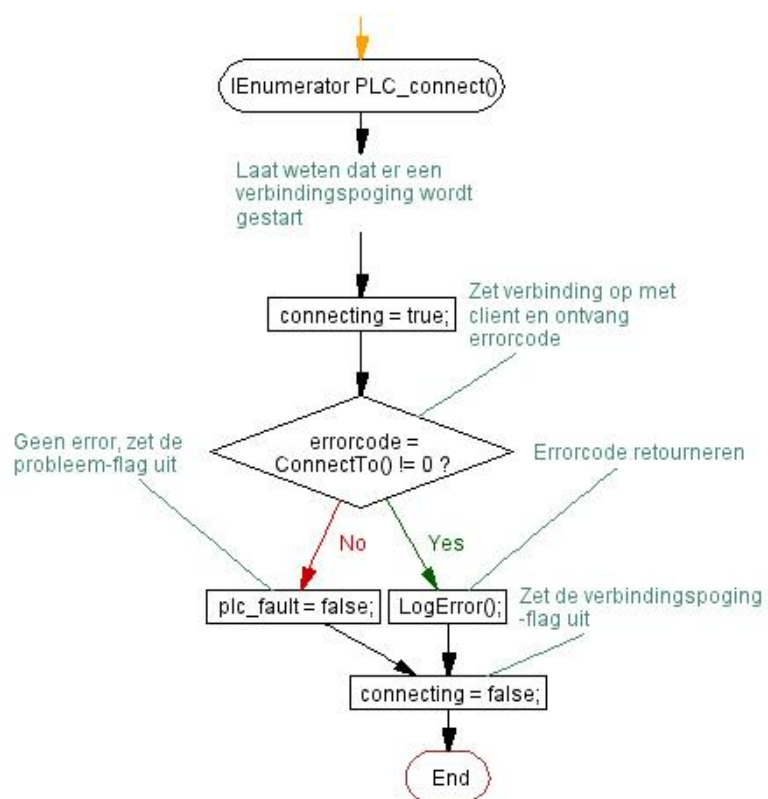 IEnumerator PLC_connect()
Laat weten dat er een
verbindingspoging wordt
gestart
connecting = true;
Zet verbinding op met
client en ontvang
errorcode
errorcode =
ConnectTo() != 0 ?
Geen error, zet de
probleem-flag uit
Errorcode retourneren
No
Yes
plc_fault = false;
LogError();
Zet de verbindingspoging
-flag uit
connecting = false;
End